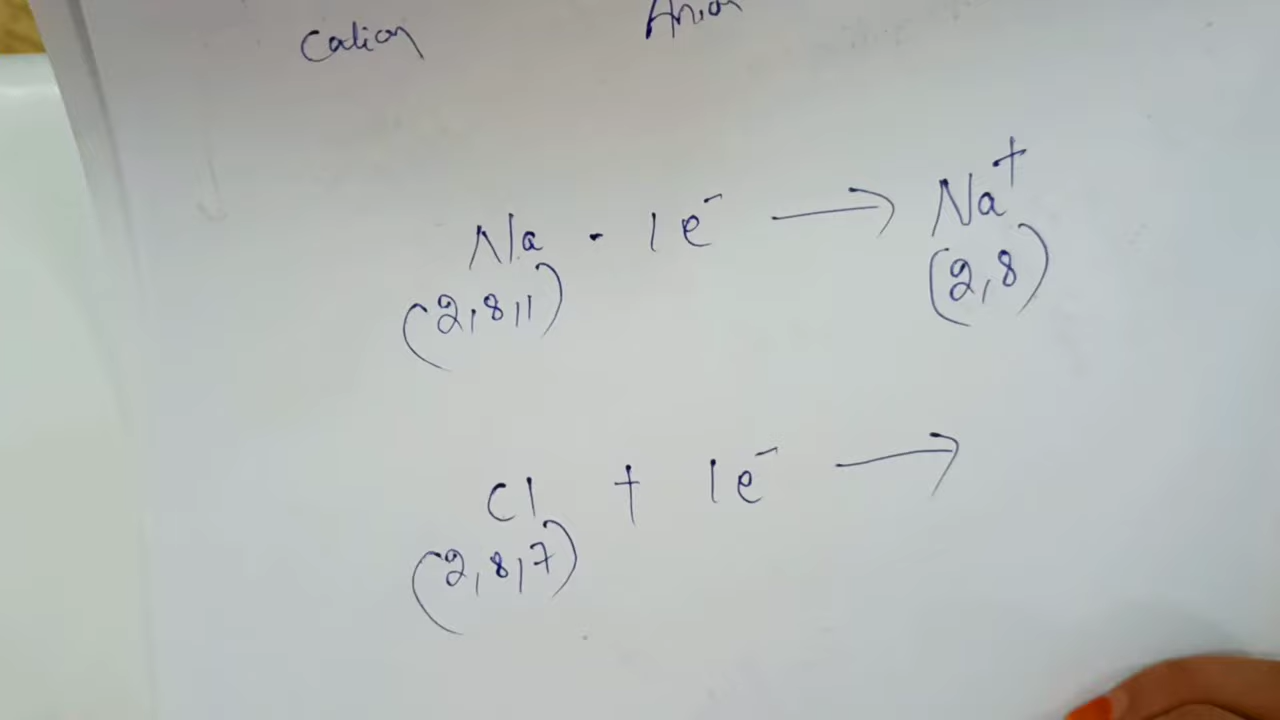 Cation Anion
Na - 1e⁻ → Na⁺
(2,8,1) (2,8)
Cl + 1e⁻ →
(2,8,7)